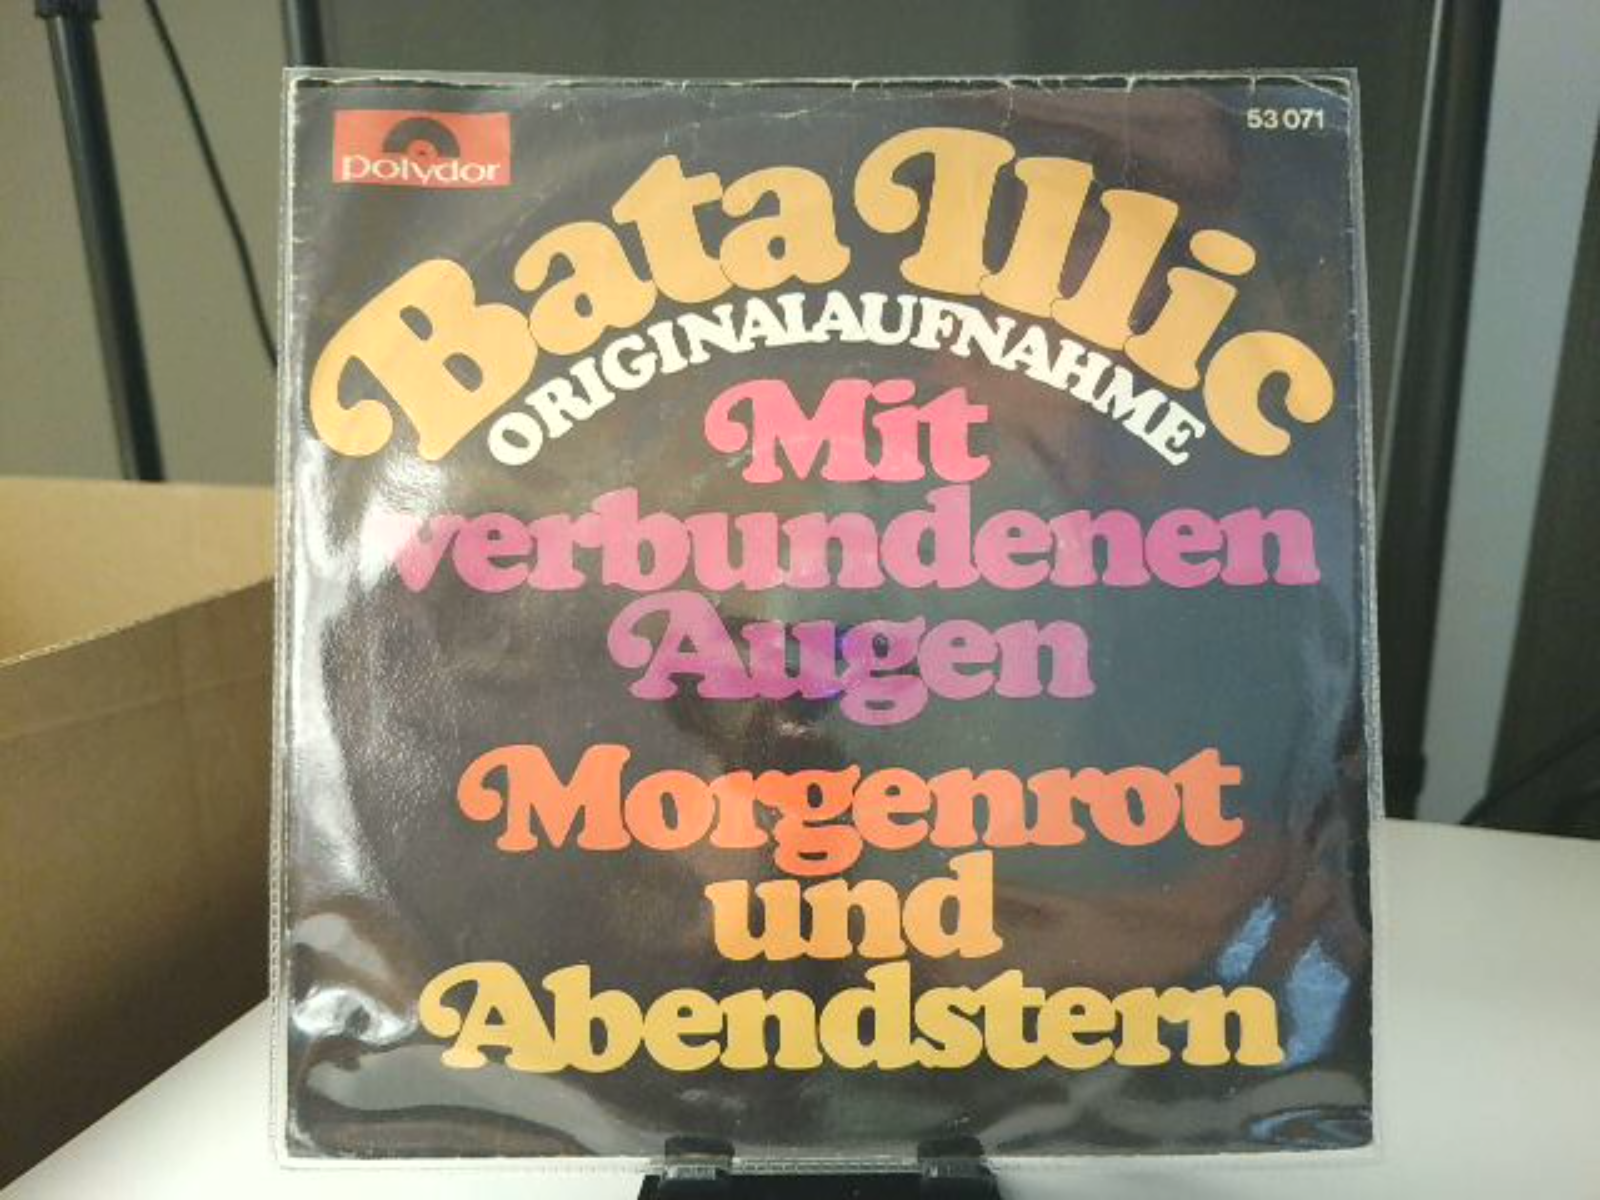 polydor
53 071
Bata Illic
ORIGINALAUFNAHME
Mit
verbundenen
Augen
Morgenrot
und
Abendstern